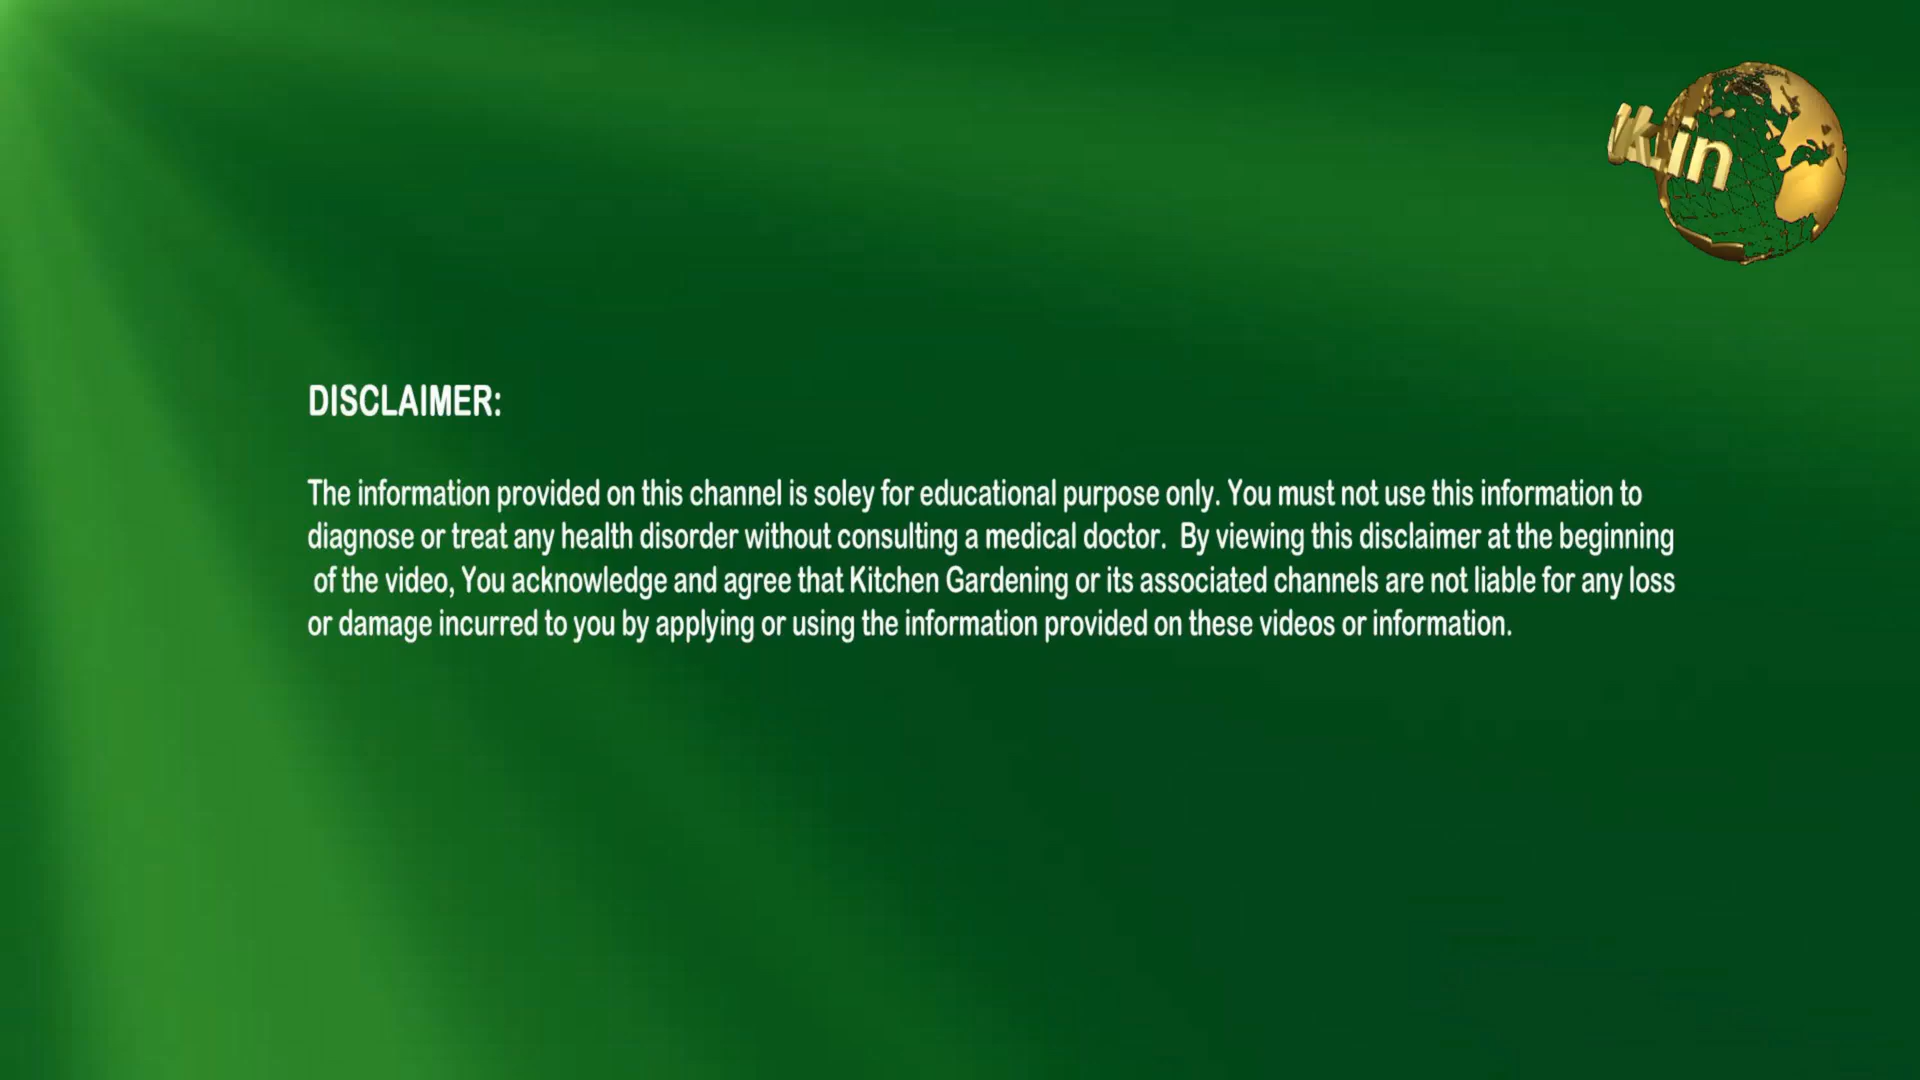 in
DISCLAIMER:
The information provided on this channel is soley for educational purpose only. You must not use this information to
diagnose or treat any health disorder without consulting a medical doctor.  By viewing this disclaimer at the beginning
of the video, You acknowledge and agree that Kitchen Gardening or its associated channels are not liable for any loss
or damage incurred to you by applying or using the information provided on these videos or information.